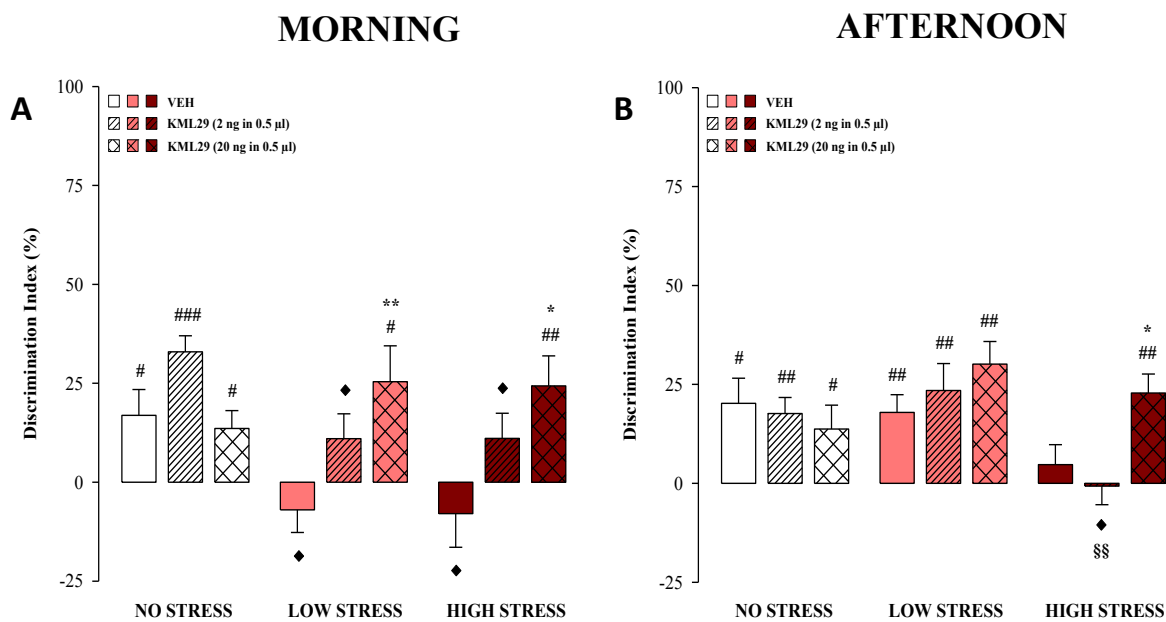 MORNING
A
VEH
KML29 (2 ng in 0.5 µl)
KML29 (20 ng in 0.5 µl)
Discrimination Index (%)
100
75
50
25
0
-25
#
###
#
◆
◆
**
#
◆
◆
*
##
NO STRESS
LOW STRESS
HIGH STRESS
AFTERNOON
B
VEH
KML29 (2 ng in 0.5 µl)
KML29 (20 ng in 0.5 µl)
Discrimination Index (%)
100
75
50
25
0
-25
#
##
#
##
##
##
◆
§§
*
##
NO STRESS
LOW STRESS
HIGH STRESS